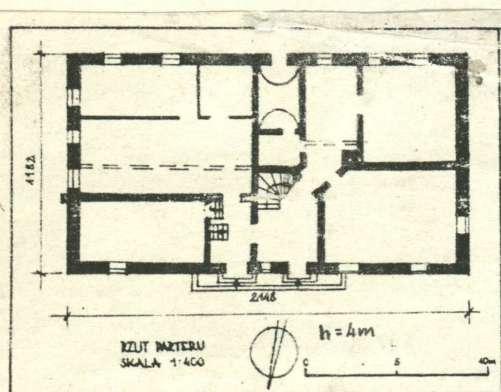 1182
2148
h = 4m
RZUT PARTERU
SKALA 1:400
0 5 10m